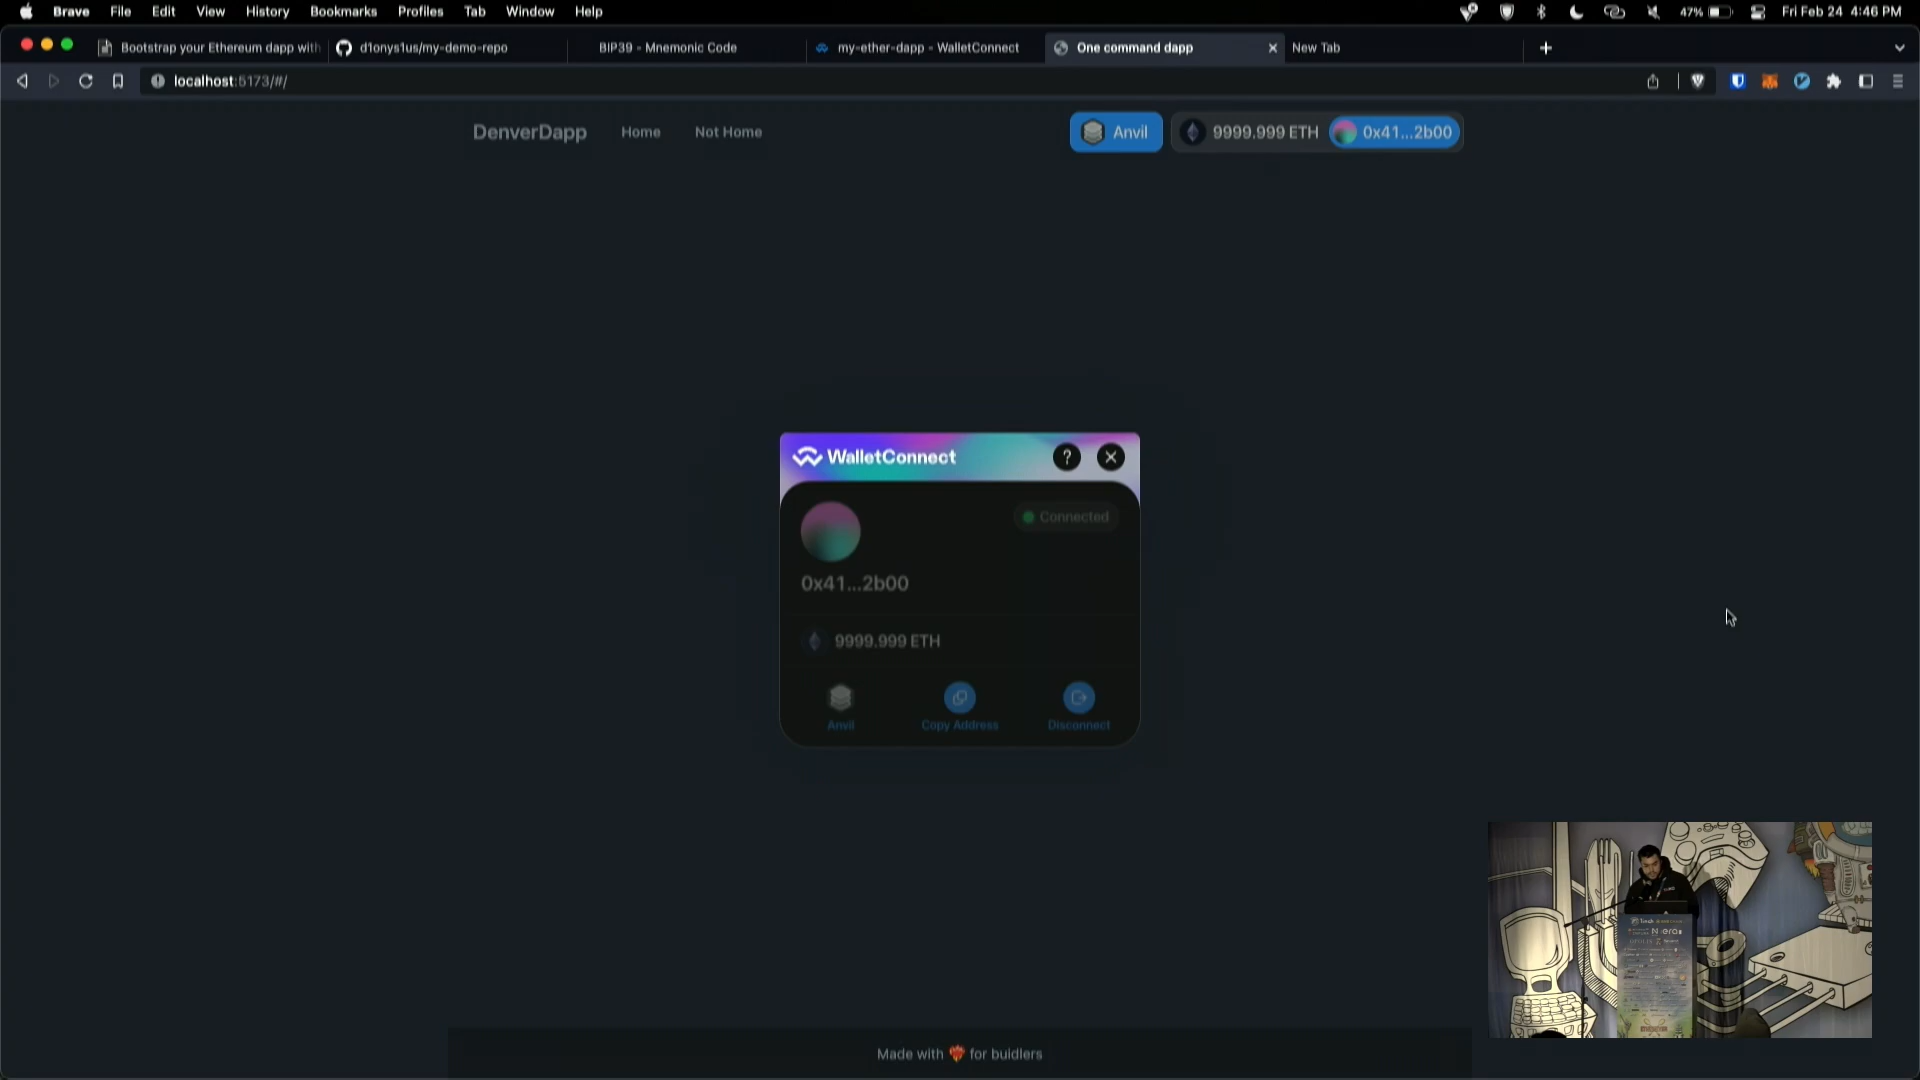 Brave File Edit View History Bookmarks Profiles Tab Window Help 47% Fri Feb 24 4:46 PM
Bootstrap your Ethereum dapp with d1onys1us/my-demo-repo BIP39 - Mnemonic Code my-ether-dapp - WalletConnect One command dapp New Tab
localhost:5173/#/
DenverDapp Home Not Home Anvil 9999.999 ETH 0x41...2b00
WalletConnect ?
Connected
0x41...2b00
9999.999 ETH
Anvil Copy Address Disconnect
Made with ❤️ for buidlers